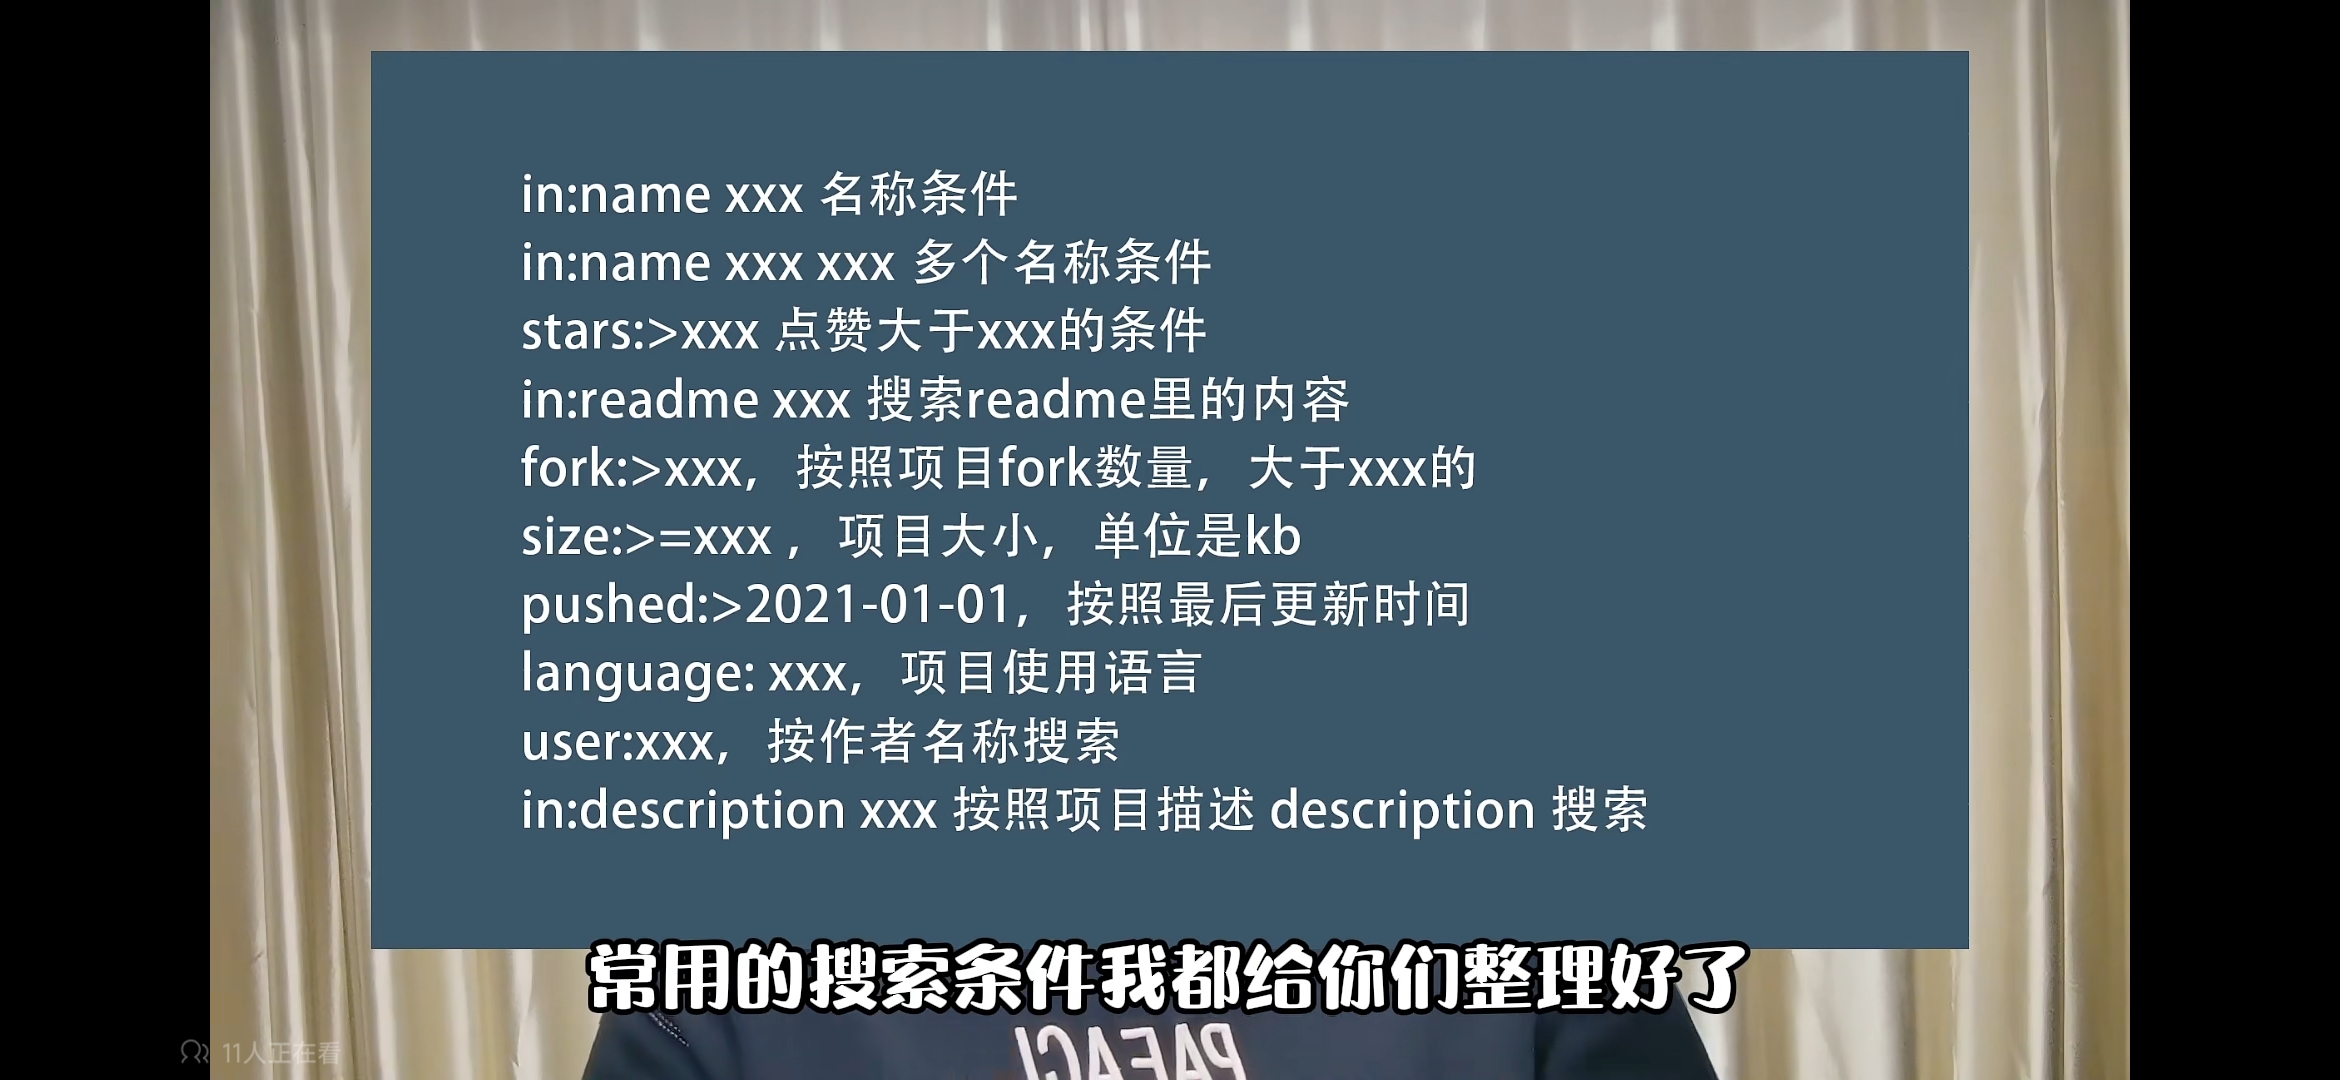 in:name xxx 名称条件
in:name xxx xxx 多个名称条件
stars:>xxx 点赞大于xxx的条件
in:readme xxx 搜索readme里的内容
fork:>xxx，按照项目fork数量，大于xxx的
size:>=xxx ，项目大小，单位是kb
pushed:>2021-01-01，按照最后更新时间
language: xxx，项目使用语言
user:xxx，按作者名称搜索
in:description xxx 按照项目描述 description 搜索
常用的搜索条件我都给你们整理好了
11人正在看